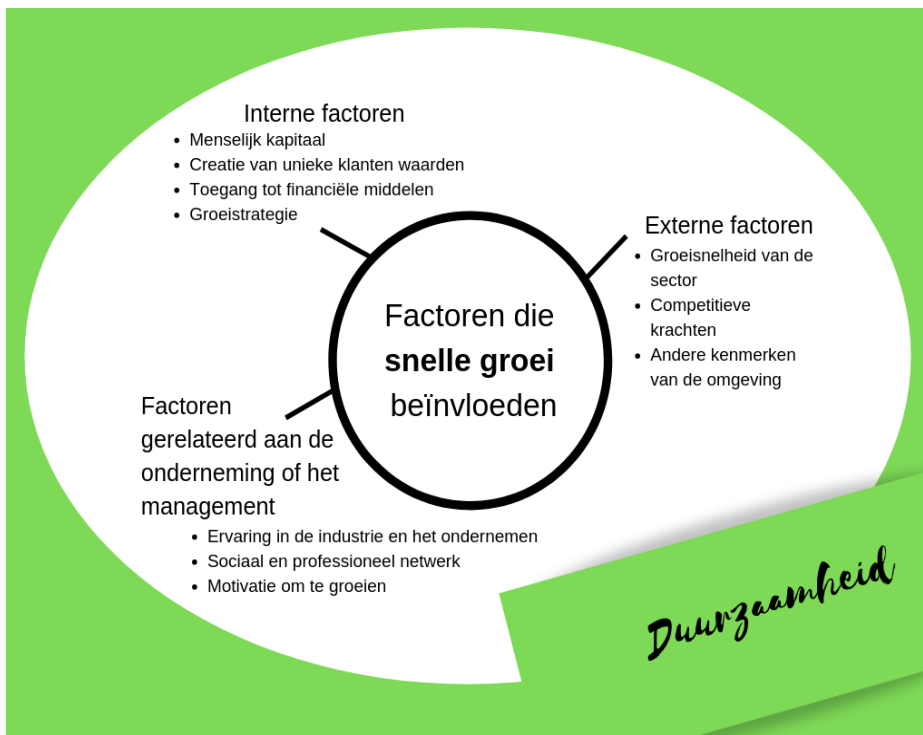 Interne factoren
• Menselijk kapitaal
• Creatie van unieke klanten waarden
• Toegang tot financiële middelen
• Groeistrategie
Externe factoren
• Groeisnelheid van de
sector
• Competitieve
krachten
• Andere kenmerken
van de omgeving
Factoren die
snelle groei
beïnvloeden
Factoren
gerelateerd aan de
onderneming of het
management
• Ervaring in de industrie en het ondernemen
• Sociaal en professioneel netwerk
• Motivatie om te groeien
Duurzaamheid